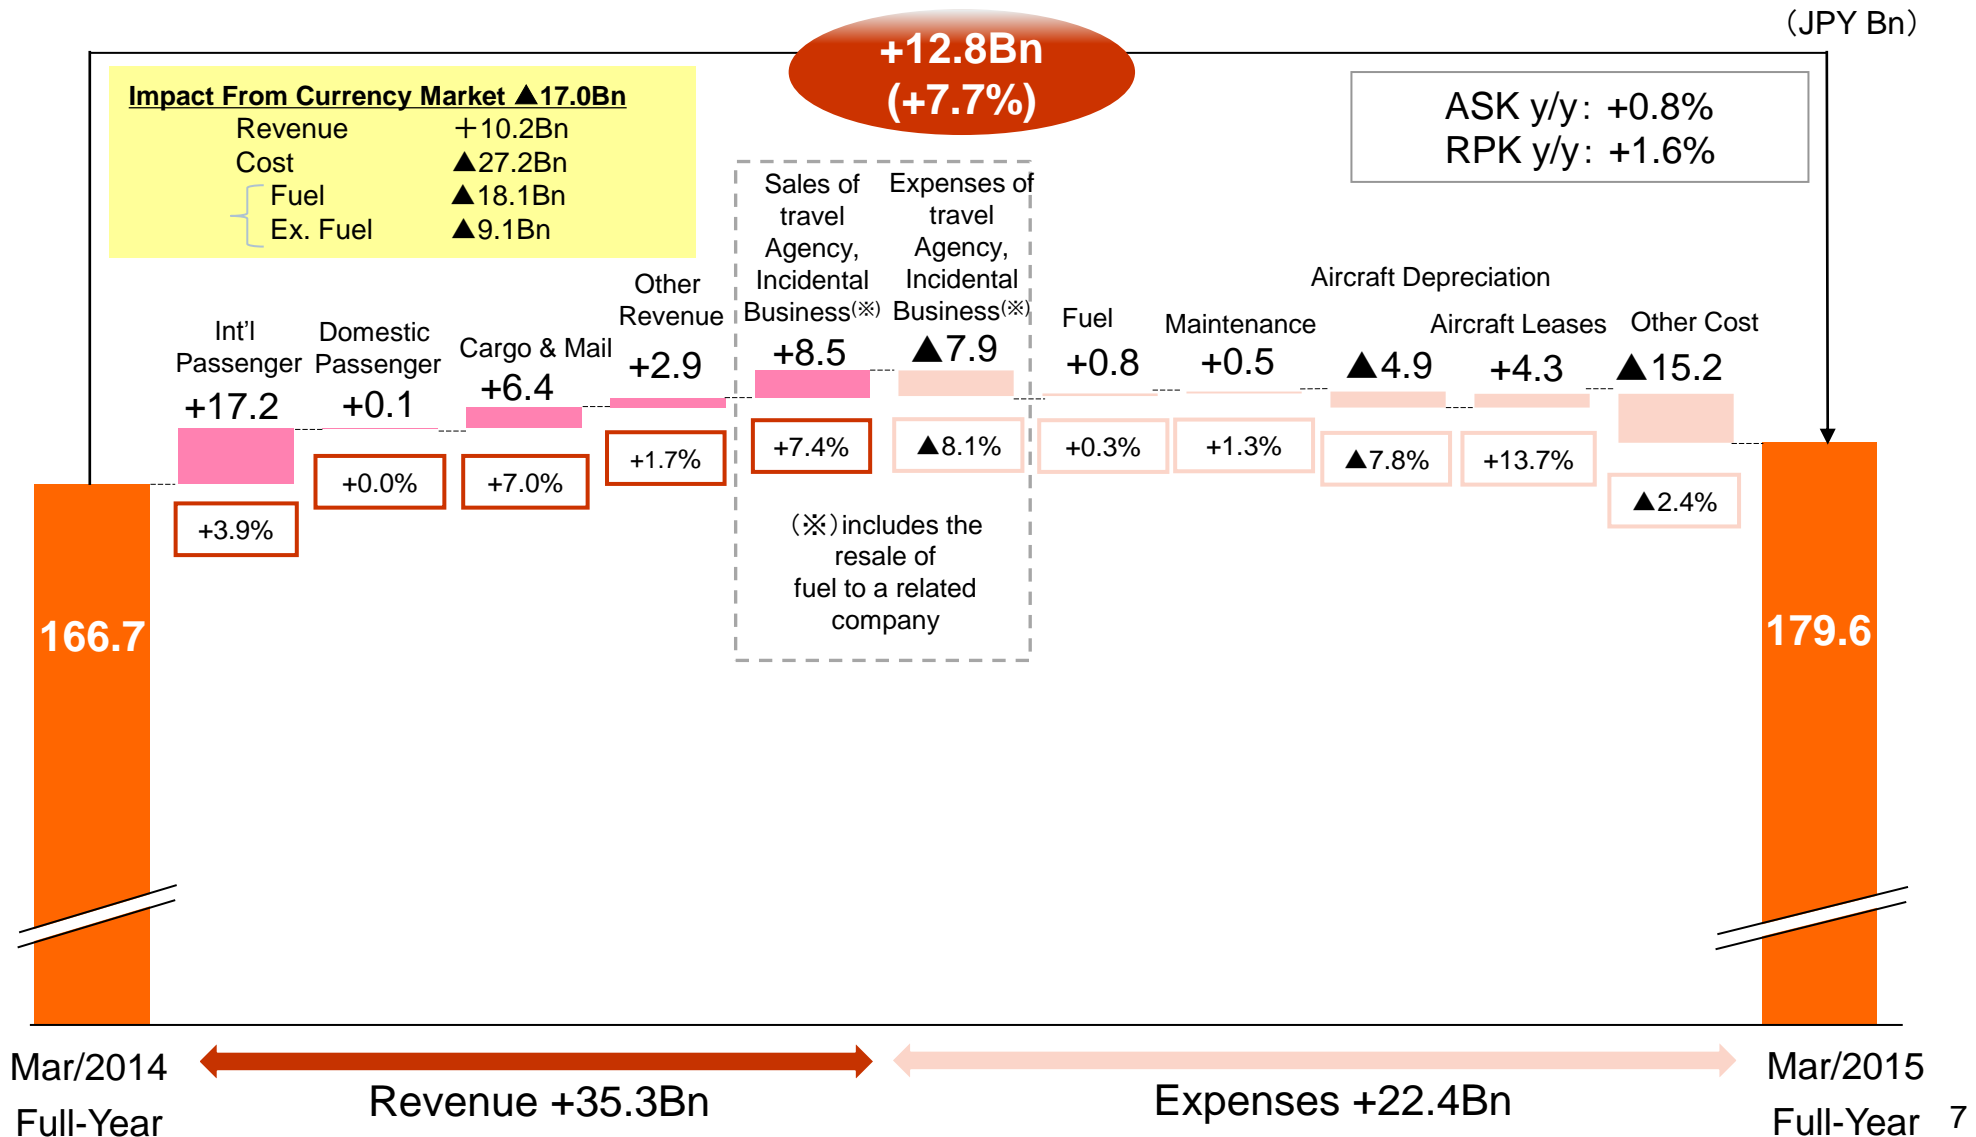 (JPY Bn)
+12.8Bn
(+7.7%)
Impact From Currency Market ▲17.0Bn
Revenue +10.2Bn
Cost ▲27.2Bn
Fuel ▲18.1Bn
Ex. Fuel ▲9.1Bn
ASK y/y: +0.8%
RPK y/y: +1.6%
Int'l
Passenger
+17.2
+3.9%
Domestic
Passenger
+0.1
+0.0%
Cargo & Mail
+6.4
+7.0%
Other
Revenue
+2.9
+1.7%
Sales of
travel
Agency,
Incidental
Business(※)
+8.5
+7.4%
Expenses of
travel
Agency,
Incidental
Business(※)
▲7.9
▲8.1%
(※)includes the
resale of
fuel to a related
company
Fuel
+0.8
+0.3%
Maintenance
+0.5
+1.3%
Aircraft Depreciation
▲4.9
▲7.8%
Aircraft Leases
+4.3
+13.7%
Other Cost
▲15.2
▲2.4%
166.7
179.6
Mar/2014
Full-Year
Revenue +35.3Bn
Expenses +22.4Bn
Mar/2015
Full-Year
7